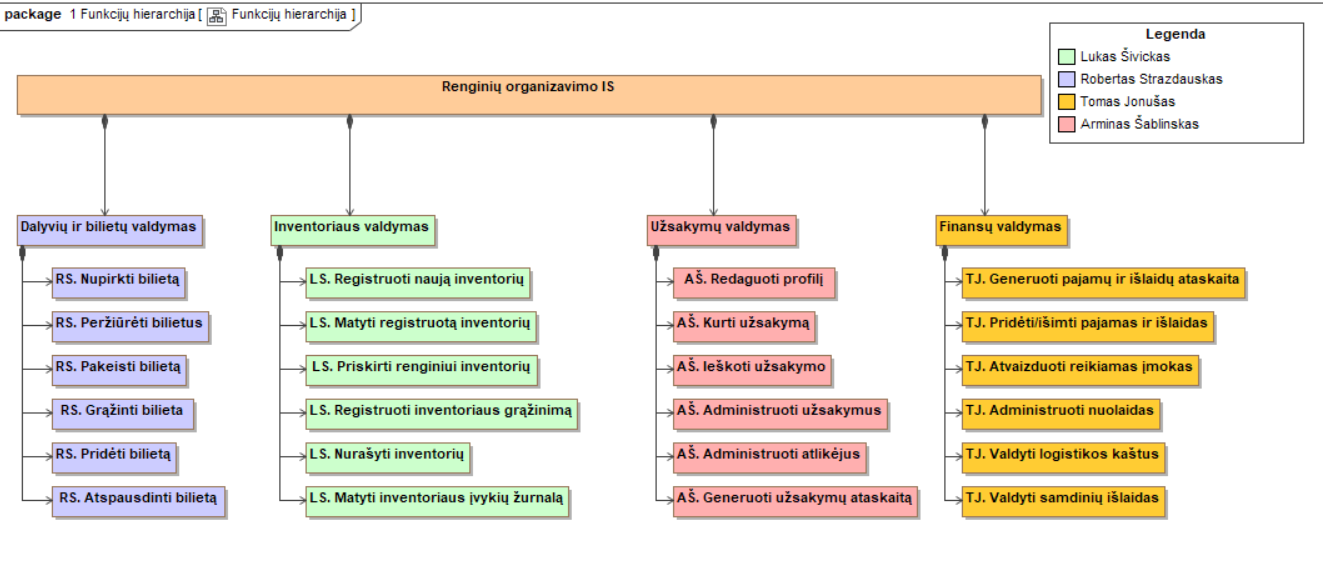 package 1 Funkcijų hierarchija [ Funkcijų hierarchija ]
Legenda
Lukas Šivickas
Robertas Strazdauskas
Tomas Jonušas
Arminas Šablinskas
Renginių organizavimo IS
Dalyvių ir bilietų valdymas
RS. Nupirkti bilietą
RS. Peržiūrėti bilietus
RS. Pakeisti bilietą
RS. Grąžinti bilieta
RS. Pridėti bilietą
RS. Atspausdinti bilietą
Inventoriaus valdymas
LS. Registruoti naują inventorių
LS. Matyti registruotą inventorių
LS. Priskirti renginiui inventorių
LS. Registruoti inventoriaus grąžinimą
LS. Nurašyti inventorių
LS. Matyti inventoriaus įvykių žurnalą
Užsakymų valdymas
AŠ. Redaguoti profilį
AŠ. Kurti užsakymą
AŠ. Ieškoti užsakymo
AŠ. Administruoti užsakymus
AŠ. Administruoti atlikėjus
AŠ. Generuoti užsakymų ataskaitą
Finansų valdymas
TJ. Generuoti pajamų ir išlaidų ataskaita
TJ. Pridėti/išimti pajamas ir išlaidas
TJ. Atvaizduoti reikiamas įmokas
TJ. Administruoti nuolaidas
TJ. Valdyti logistikos kaštus
TJ. Valdyti samdinių išlaidas